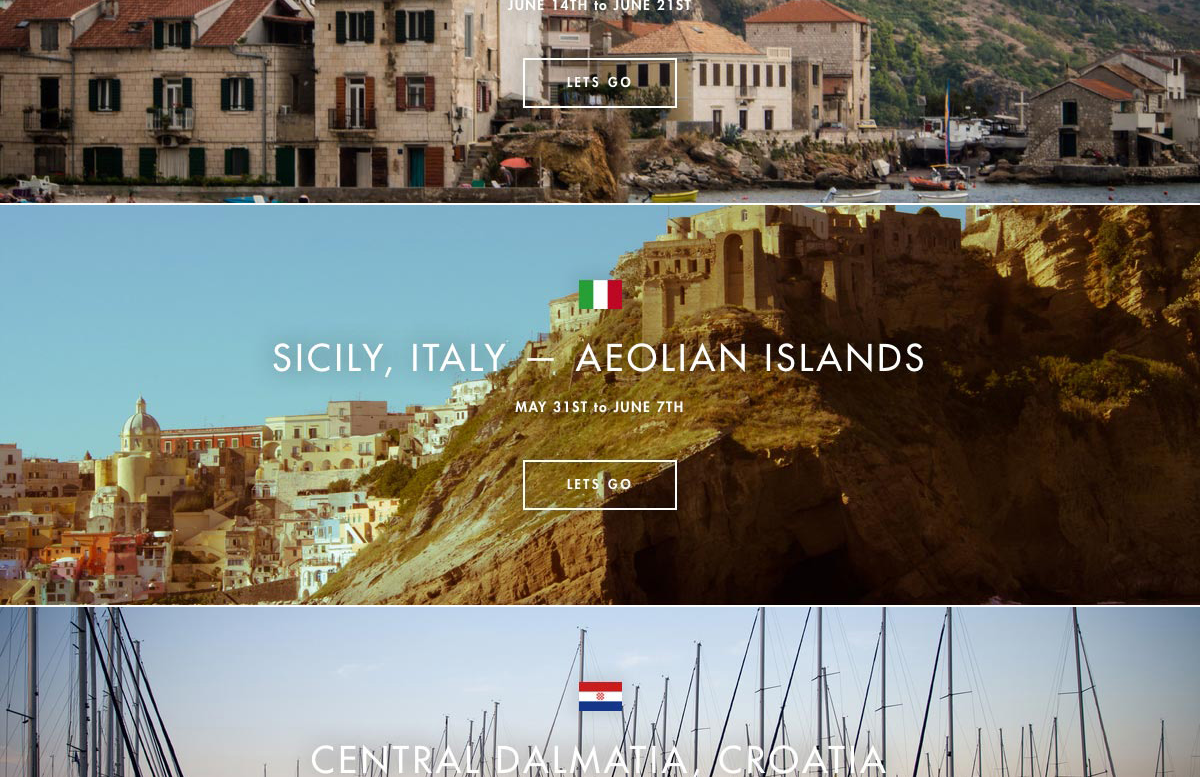 JUNE 14TH to JUNE 21ST
LETS GO
SICILY, ITALY — AEOLIAN ISLANDS
MAY 31ST to JUNE 7TH
LETS GO
CENTRAL DALMATIA, CROATIA